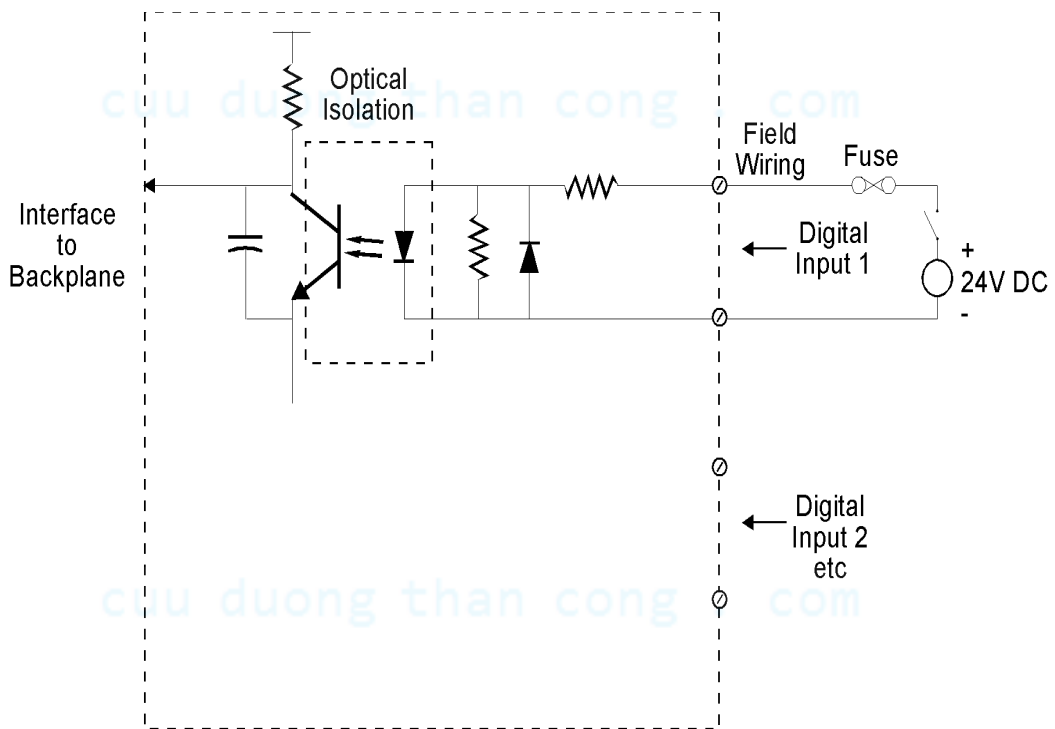 Optical
Isolation
cuu duong than cong . com
Field
Wiring
Fuse
Interface
to
Backplane
Digital
Input 1
+
24V DC
-
Digital
Input 2
etc
cuu duong than cong . com